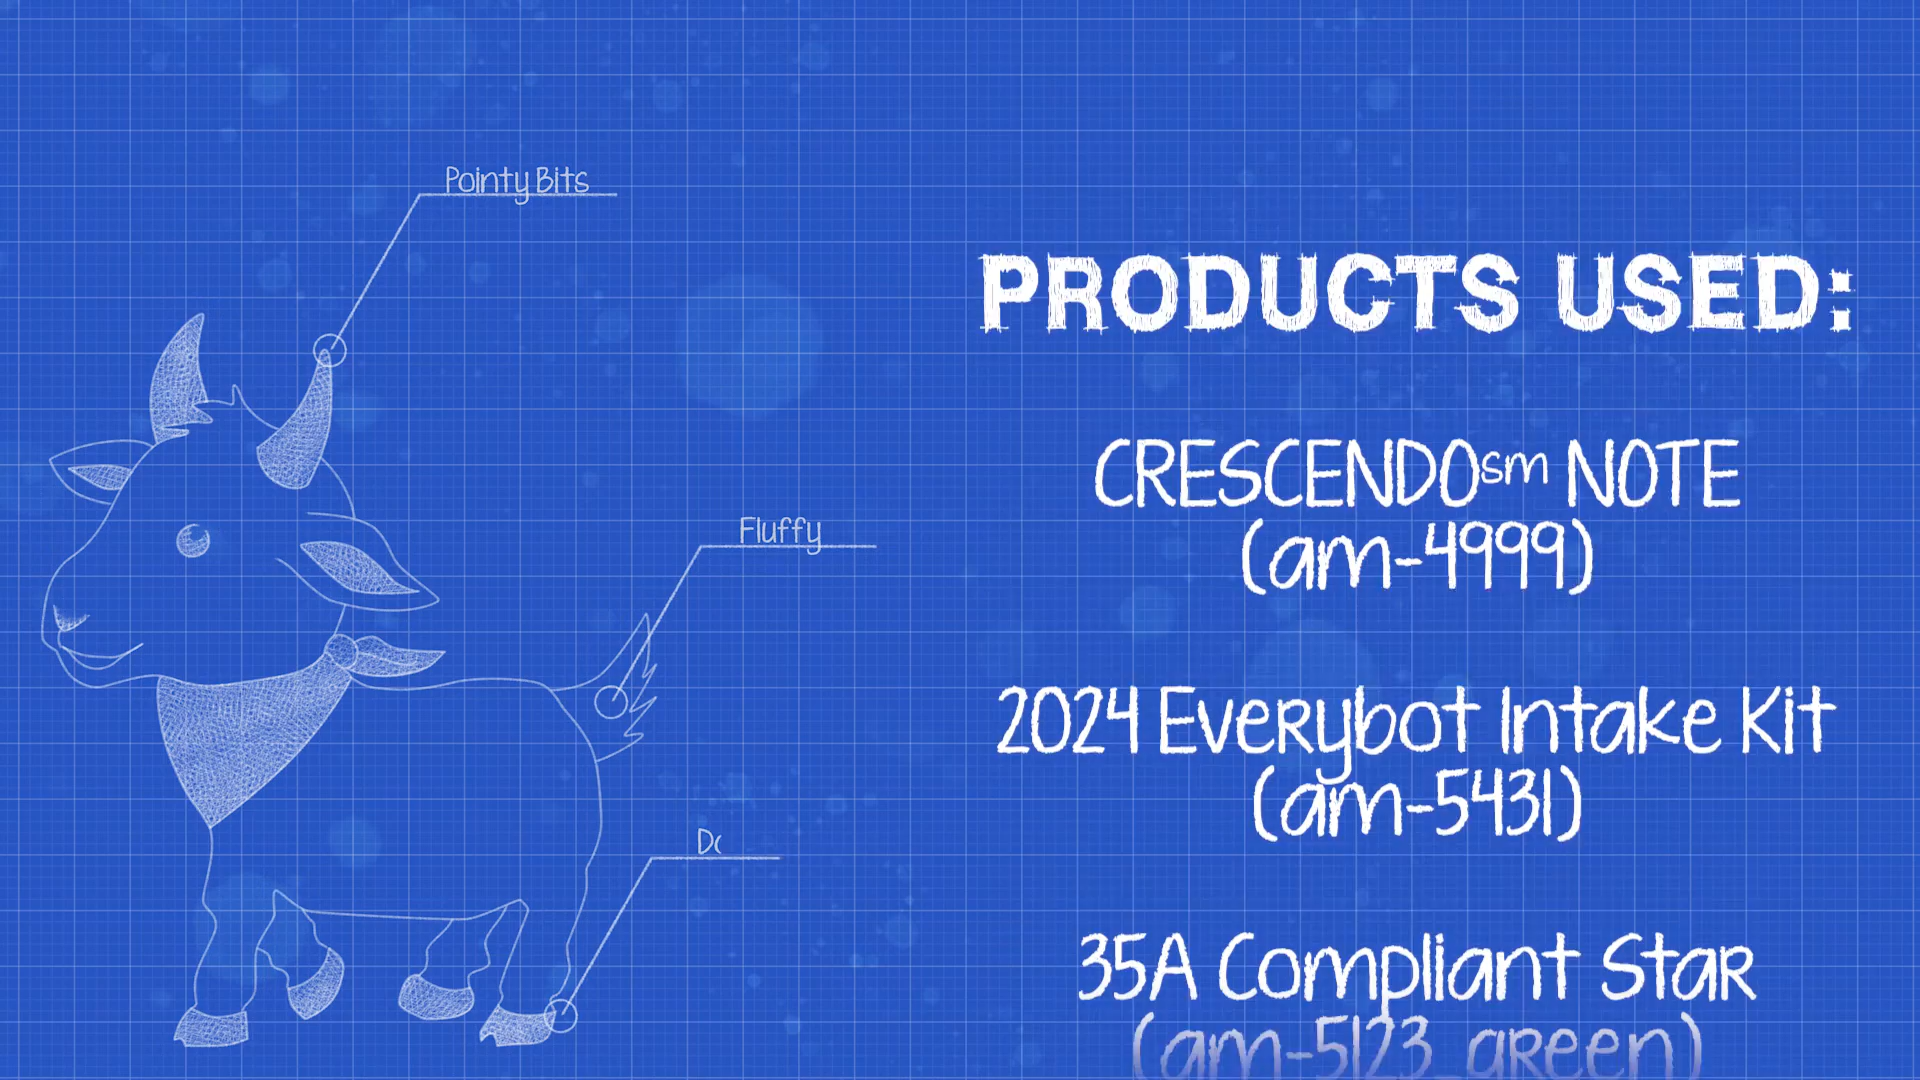 Pointy Bits
PRODUCTS USED:
CRESCENDOsm NOTE
(am-4999)
Fluffy
2024 Everybot Intake Kit
(am-5431)
35A Compliant Star
(am-5123_green)